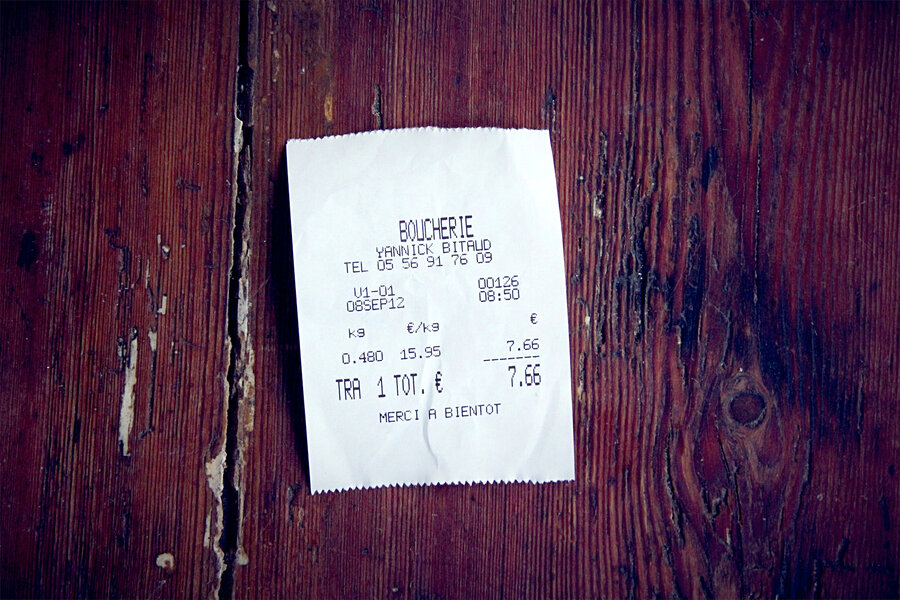 BOUCHERIE
YANNICK BITAUD
TEL 05 56 91 76 09
V1-01 00126
08SEP12 08:50
kg €/kg €
0.480 15.95 7.66
-------
TRA 1 TOT. € 7.66
MERCI A BIENTOT